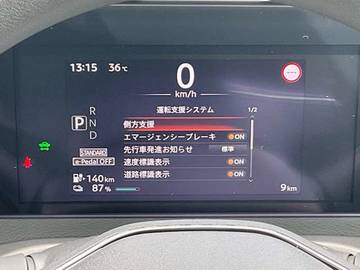 13:15 36℃
0
km/h
運転支援システム 1/2
側方支援
エマージェンシーブレーキ ON
先行車発進お知らせ 標準
速度標識表示 ON
道路標識表示 ON
R
P N
D
STANDARD
e-Pedal OFF
140km
87%
9km